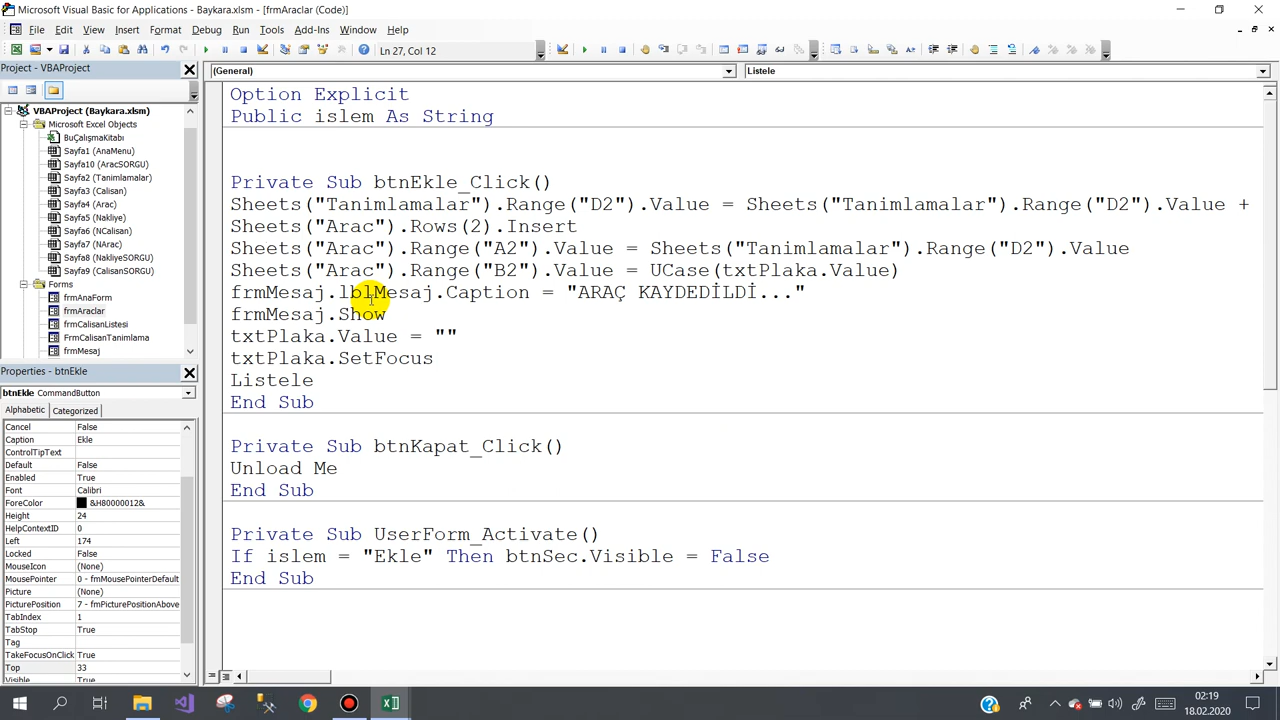 Microsoft Visual Basic for Applications - Baykara.xlsm - [frmAraclar (Code)]
File Edit View Insert Format Debug Run Tools Add-Ins Window Help
Ln 27, Col 12
Project - VBAProject
(General) Listele
VBAProject (Baykara.xlsm)
Microsoft Excel Objects
BuÇalışmaKitabı
Sayfa1 (AnaMenu)
Sayfa10 (AracSORGU)
Sayfa2 (Tanimlamalar)
Sayfa3 (Calisan)
Sayfa4 (Arac)
Sayfa5 (Nakliye)
Sayfa6 (NCalisan)
Sayfa7 (NArac)
Sayfa9 (CalisanSORGU)
Forms
frmAnaForm
frmAraclar
frmCalisanListesi
FrmCalisanTanimlama
frmMesaj
Properties - btnEkle
btnEkle CommandButton
Alphabetic Categorized
Cancel False
Caption Ekle
ControlTipText
Default False
Enabled True
Font Calibri
ForeColor &H80000012&
Height 24
HelpContextID 0
Left 174
Locked False
MouseIcon (None)
MousePointer 0 - fmMousePointerDefault
Picture (None)
PicturePosition 7 - fmPicturePositionAbove
TabIndex 1
TabStop True
Tag
TakeFocusOnClick True
Top 33
Visible True
Option Explicit
Public islem As String
Private Sub btnEkle_Click()
Sheets("Tanimlamalar").Range("D2").Value = Sheets("Tanimlamalar").Range("D2").Value +
Sheets("Arac").Rows(2).Insert
Sheets("Arac").Range("A2").Value = Sheets("Tanimlamalar").Range("D2").Value
Sheets("Arac").Range("B2").Value = UCase(txtPlaka.Value)
frmMesaj.lblMesaj.Caption = "ARAÇ KAYDEDİLDİ..."
frmMesaj.Show
txtPlaka.Value = ""
txtPlaka.SetFocus
Listele
End Sub
Private Sub btnKapat_Click()
Unload Me
End Sub
Private Sub UserForm_Activate()
If islem = "Ekle" Then btnSec.Visible = False
End Sub
02:19
18.02.2020